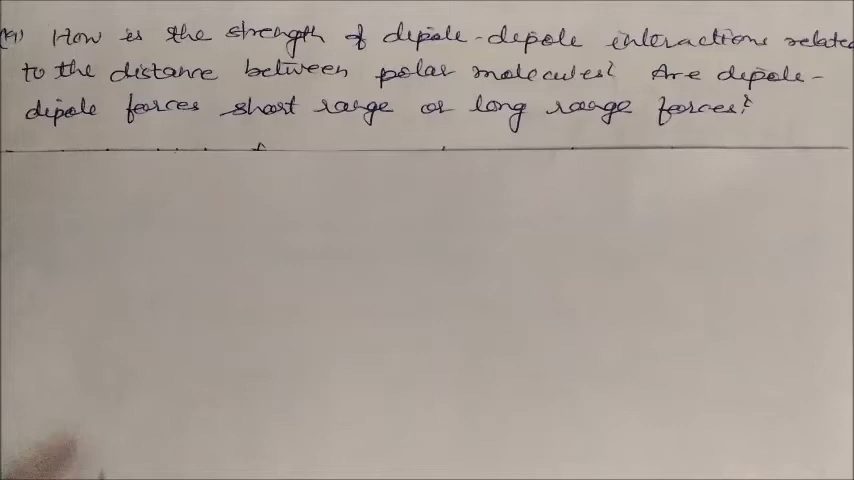 (19) How is the strength of dipole-dipole interactions related
to the distance between polar molecules? Are dipole-
dipole forces short range or long range forces?